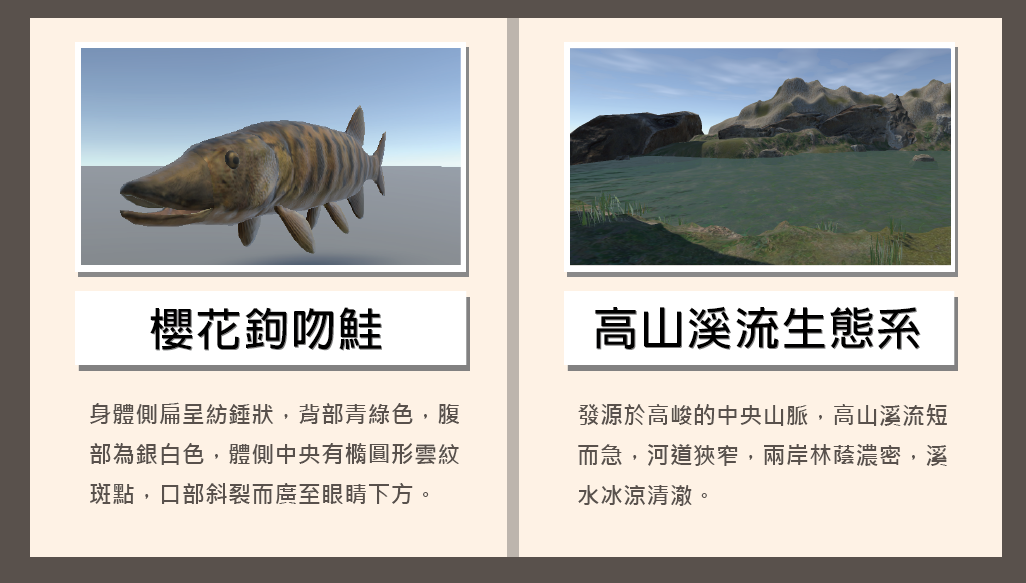 櫻花鉤吻鮭
身體側扁呈紡錘狀，背部青綠色，腹
部為銀白色，體側中央有橢圓形雲紋
斑點，口部斜裂而廣至眼睛下方。
高山溪流生態系
發源於高峻的中央山脈，高山溪流短
而急，河道狹窄，兩岸林蔭濃密，溪
水冰涼清澈。